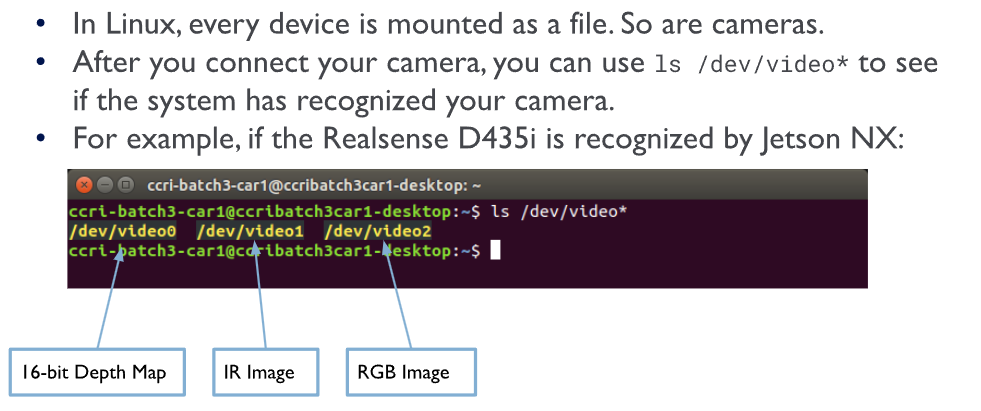 • In Linux, every device is mounted as a file. So are cameras.
• After you connect your camera, you can use ls /dev/video* to see
if the system has recognized your camera.
• For example, if the Realsense D435i is recognized by Jetson NX:
ccri-batch3-car1@ccribatch3car1-desktop: ~
ccri-batch3-car1@ccribatch3car1-desktop:~$ ls /dev/video*
/dev/video0 /dev/video1 /dev/video2
ccri-batch3-car1@ccribatch3car1-desktop:~$
16-bit Depth Map
IR Image
RGB Image